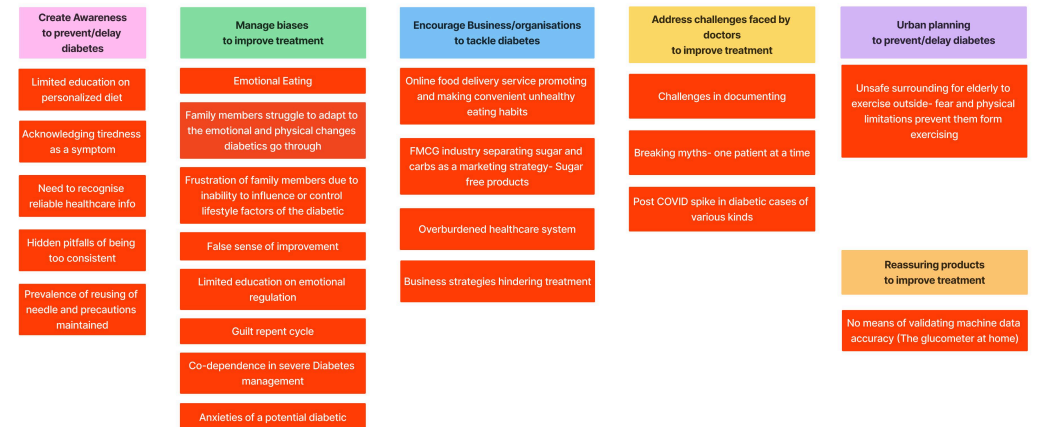 Create Awareness
to prevent/delay
diabetes
Limited education on
personalized diet
Acknowledging tiredness
as a symptom
Need to recognise
reliable healthcare info
Hidden pitfalls of being
too consistent
Prevalence of reusing of
needle and precautions
maintained
Manage biases
to improve treatment
Emotional Eating
Family members struggle to adapt to
the emotional and physical changes
diabetics go through
Frustration of family members due to
inability to influence or control
lifestyle factors of the diabetic
False sense of improvement
Limited education on emotional
regulation
Guilt repent cycle
Co-dependence in severe Diabetes
management
Anxieties of a potential diabetic
Encourage Business/organisations
to tackle diabetes
Online food delivery service promoting
and making convenient unhealthy
eating habits
FMCG industry separating sugar and
carbs as a marketing strategy- Sugar
free products
Overburdened healthcare system
Business strategies hindering treatment
Address challenges faced by
doctors
to improve treatment
Challenges in documenting
Breaking myths- one patient at a time
Post COVID spike in diabetic cases of
various kinds
Urban planning
to prevent/delay diabetes
Unsafe surrounding for elderly to
exercise outside- fear and physical
limitations prevent them form
exercising
Reassuring products
to improve treatment
No means of validating machine data
accuracy (The glucometer at home)